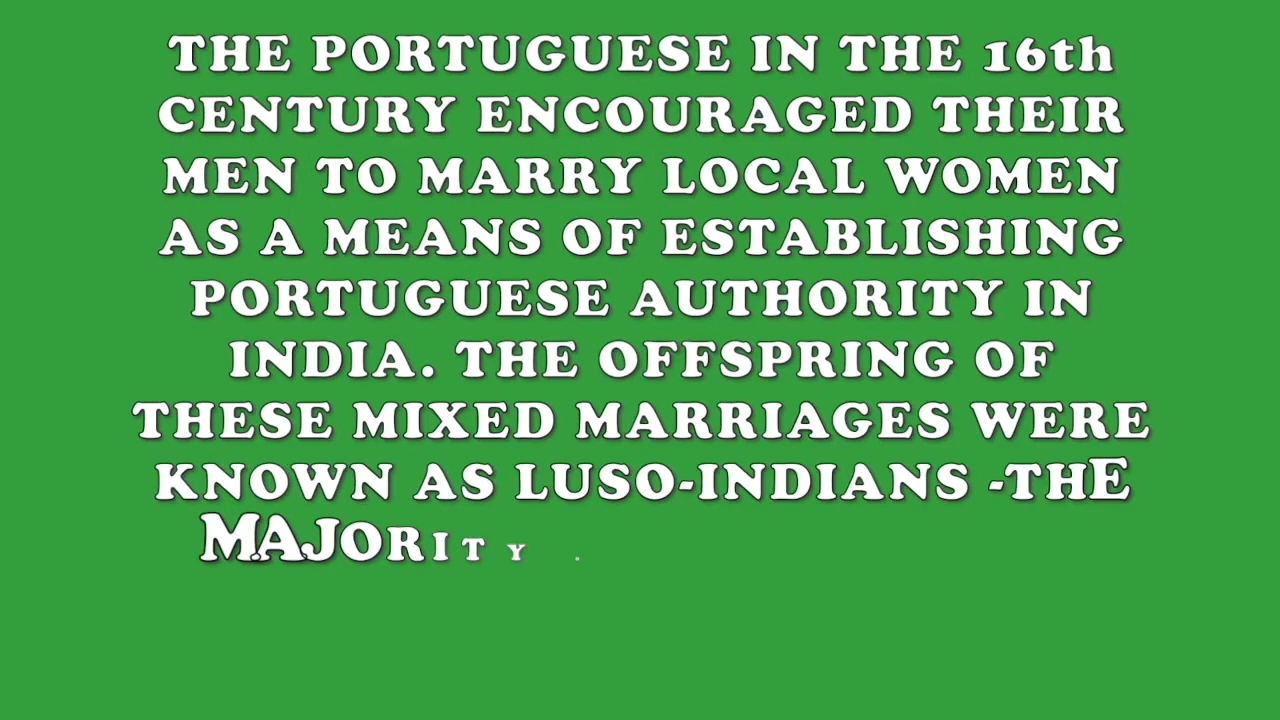 THE PORTUGUESE IN THE 16th
CENTURY ENCOURAGED THEIR
MEN TO MARRY LOCAL WOMEN
AS A MEANS OF ESTABLISHING
PORTUGUESE AUTHORITY IN
INDIA. THE OFFSPRING OF
THESE MIXED MARRIAGES WERE
KNOWN AS LUSO-INDIANS -THE
MAJORITY